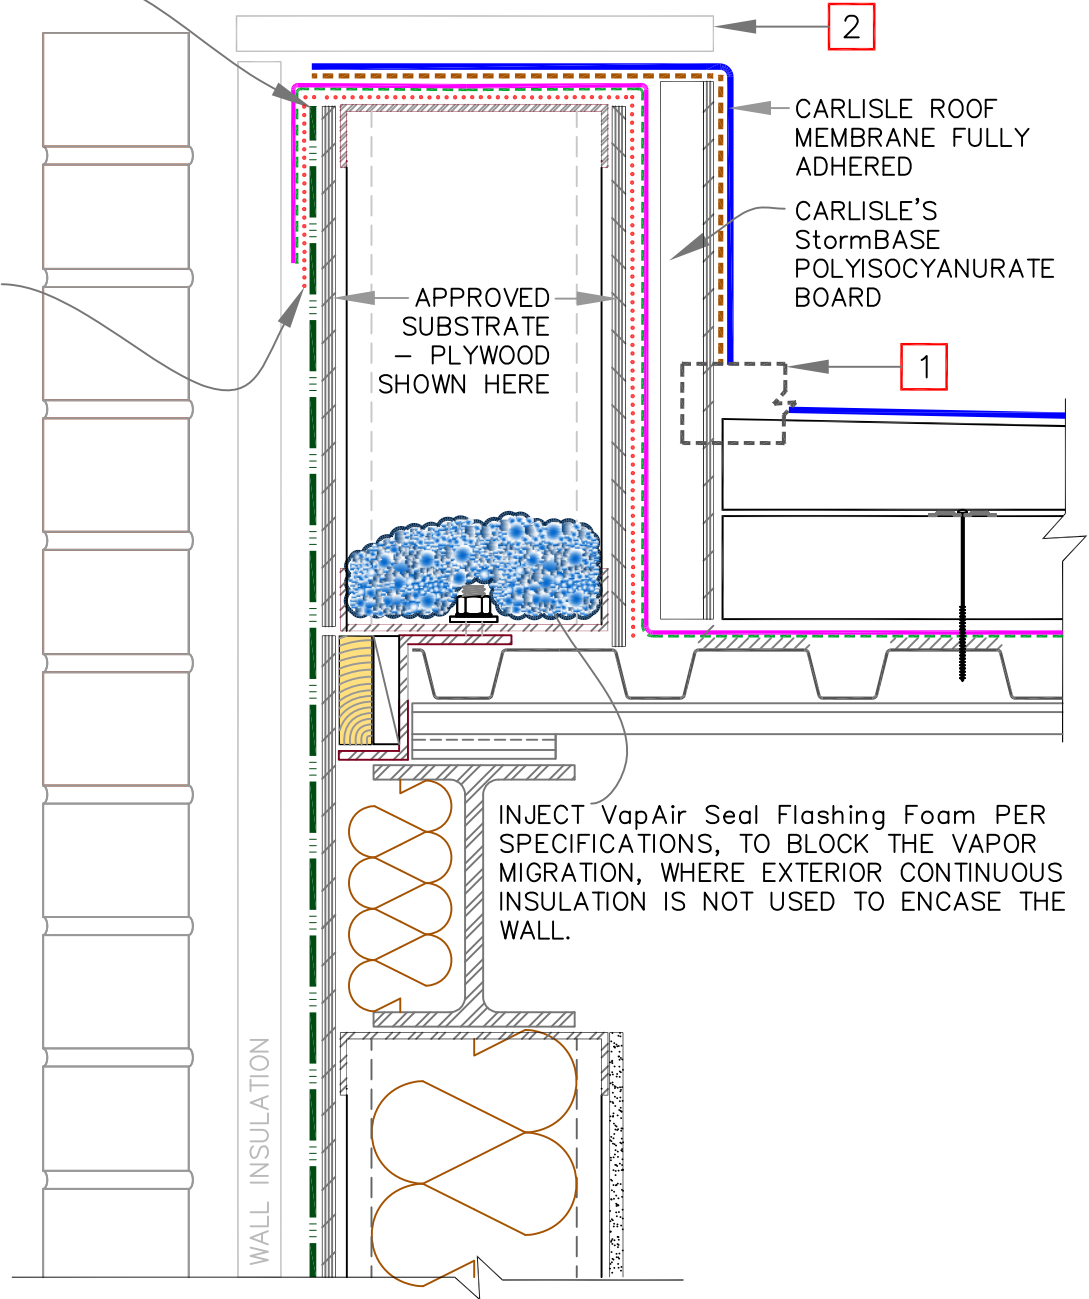 2
CARLISLE ROOF
MEMBRANE FULLY
ADHERED
CARLISLE'S
StormBASE
POLYISOCYANURATE
BOARD
APPROVED
SUBSTRATE
– PLYWOOD
SHOWN HERE
1
INJECT VapAir Seal Flashing Foam PER
SPECIFICATIONS, TO BLOCK THE VAPOR
MIGRATION, WHERE EXTERIOR CONTINUOUS
INSULATION IS NOT USED TO ENCASE THE
WALL.
WALL INSULATION